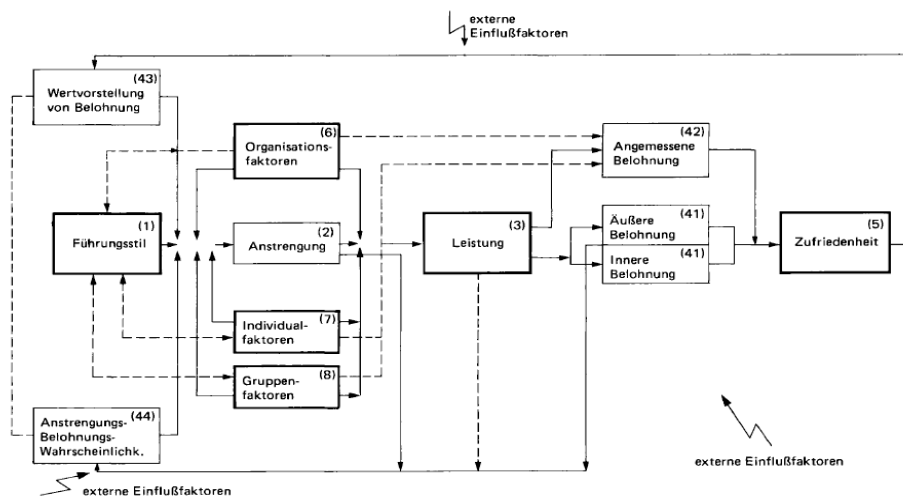 externe
Einflußfaktoren
(43)
Wertvorstellung
von Belohnung
(6)
Organisations-
faktoren
(42)
Angemessene
Belohnung
(1)
Führungsstil
(2)
Anstrengung
(3)
Leistung
(41)
Äußere
Belohnung
(41)
Innere
Belohnung
(5)
Zufriedenheit
(7)
Individual-
faktoren
(8)
Gruppen-
faktoren
(44)
Anstrengungs-
Belohnungs-
Wahrscheinlichk.
externe Einflußfaktoren
externe Einflußfaktoren